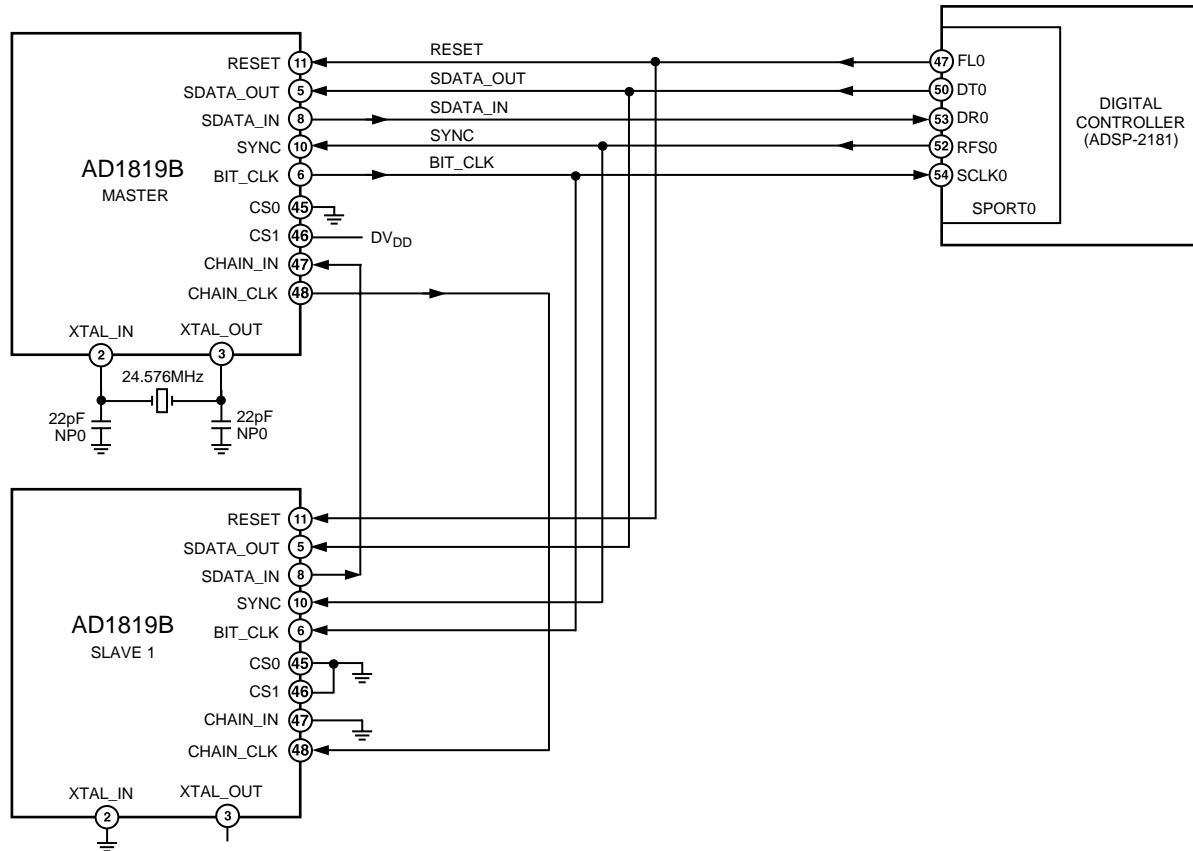 AD1819B
MASTER
RESET 11
SDATA_OUT 5
SDATA_IN 8
SYNC 10
BIT_CLK 6
CS0 45
CS1 46
DVDD
CHAIN_IN 47
CHAIN_CLK 48
XTAL_IN
2
XTAL_OUT
3
24.576MHz
22pF
NP0
22pF
NP0
RESET
SDATA_OUT
SDATA_IN
SYNC
BIT_CLK
47 FL0
50 DT0
53 DR0
52 RFS0
54 SCLK0
SPORT0
DIGITAL
CONTROLLER
(ADSP-2181)
AD1819B
SLAVE 1
RESET 11
SDATA_OUT 5
SDATA_IN 8
SYNC 10
BIT_CLK 6
CS0 45
CS1 46
CHAIN_IN 47
CHAIN_CLK 48
XTAL_IN
2
XTAL_OUT
3